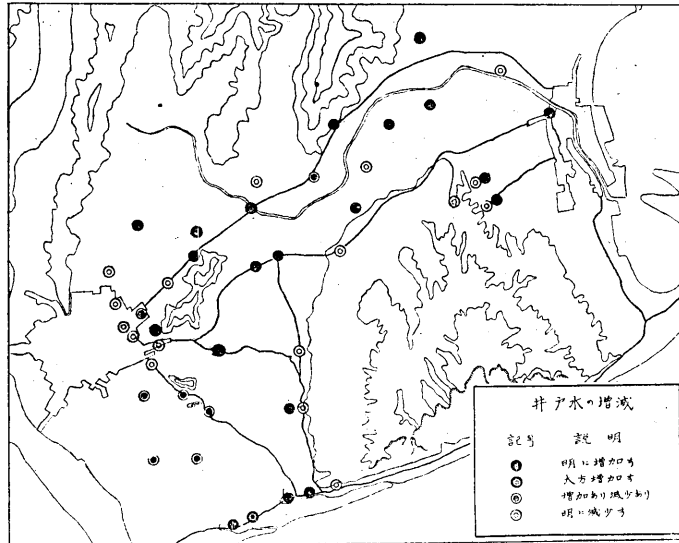 井戸水の増減
記号 説明
明に増加す
大方増加す
増加あり減少あり
明に減少す